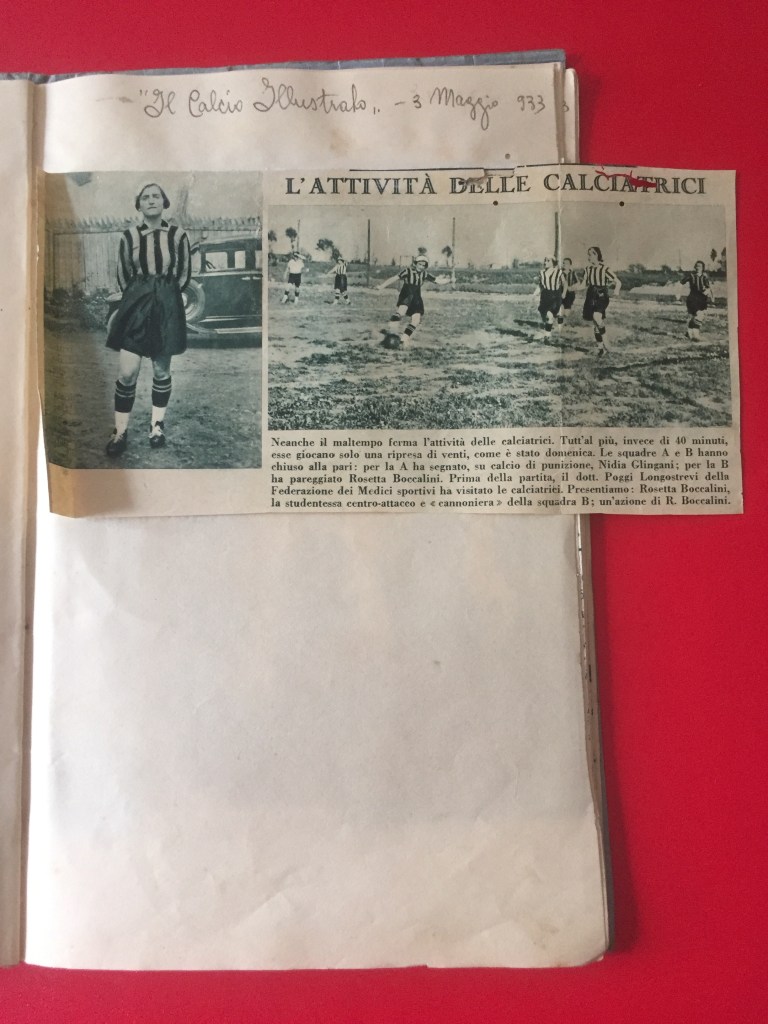 "Il Calcio Illustrato„. - 3 Maggio 933
L'ATTIVITÀ DELLE CALCIATRICI
Neanche il maltempo ferma l'attività delle calciatrici. Tutt'al più, invece di 40 minuti,
esse giocano solo una ripresa di venti, come è stato domenica. Le squadre A e B hanno
chiuso alla pari: per la A ha segnato, su calcio di punizione, Nidia Glingani; per la B
ha pareggiato Rosetta Boccalini. Prima della partita, il dott. Poggi Longostrevi della
Federazione dei Medici sportivi ha visitato le calciatrici. Presentiamo: Rosetta Boccalini,
la studentessa centro-attacco e « cannoniera » della squadra B; un'azione di R. Boccalini.